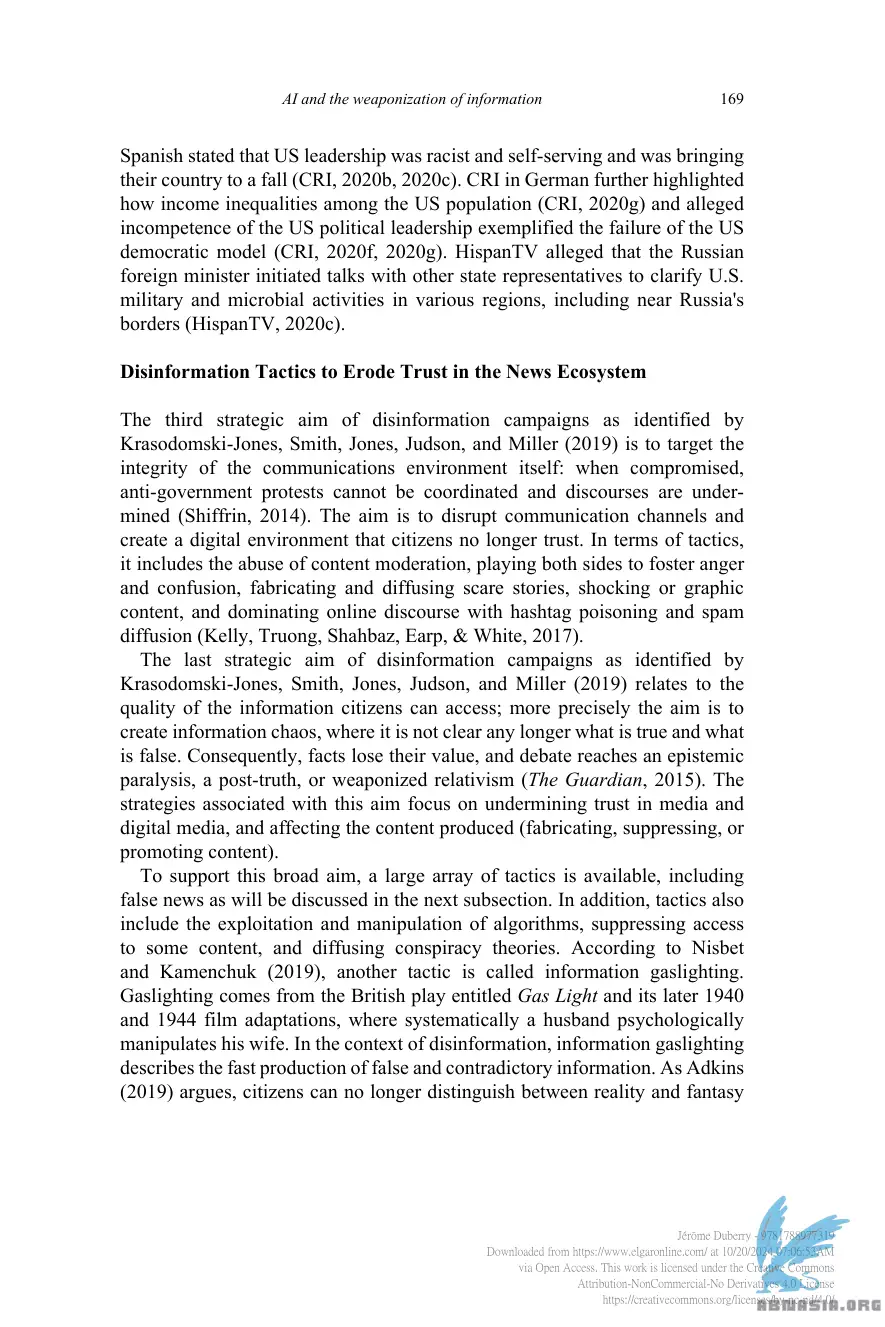 AI and the weaponization of information 169
Spanish stated that US leadership was racist and self-serving and was bringing
their country to a fall (CRI, 2020b, 2020c). CRI in German further highlighted
how income inequalities among the US population (CRI, 2020g) and alleged
incompetence of the US political leadership exemplified the failure of the US
democratic model (CRI, 2020f, 2020g). HispanTV alleged that the Russian
foreign minister initiated talks with other state representatives to clarify U.S.
military and microbial activities in various regions, including near Russia's
borders (HispanTV, 2020c).
Disinformation Tactics to Erode Trust in the News Ecosystem
The third strategic aim of disinformation campaigns as identified by
Krasodomski-Jones, Smith, Jones, Judson, and Miller (2019) is to target the
integrity of the communications environment itself: when compromised,
anti-government protests cannot be coordinated and discourses are under-
mined (Shiffrin, 2014). The aim is to disrupt communication channels and
create a digital environment that citizens no longer trust. In terms of tactics,
it includes the abuse of content moderation, playing both sides to foster anger
and confusion, fabricating and diffusing scare stories, shocking or graphic
content, and dominating online discourse with hashtag poisoning and spam
diffusion (Kelly, Truong, Shahbaz, Earp, & White, 2017).
The last strategic aim of disinformation campaigns as identified by
Krasodomski-Jones, Smith, Jones, Judson, and Miller (2019) relates to the
quality of the information citizens can access; more precisely the aim is to
create information chaos, where it is not clear any longer what is true and what
is false. Consequently, facts lose their value, and debate reaches an epistemic
paralysis, a post-truth, or weaponized relativism (The Guardian, 2015). The
strategies associated with this aim focus on undermining trust in media and
digital media, and affecting the content produced (fabricating, suppressing, or
promoting content).
To support this broad aim, a large array of tactics is available, including
false news as will be discussed in the next subsection. In addition, tactics also
include the exploitation and manipulation of algorithms, suppressing access
to some content, and diffusing conspiracy theories. According to Nisbet
and Kamenchuk (2019), another tactic is called information gaslighting.
Gaslighting comes from the British play entitled Gas Light and its later 1940
and 1944 film adaptations, where systematically a husband psychologically
manipulates his wife. In the context of disinformation, information gaslighting
describes the fast production of false and contradictory information. As Adkins
(2019) argues, citizens can no longer distinguish between reality and fantasy
Jérôme Duberry - 9781788977319
Downloaded from https://www.elgaronline.com/ at 10/20/2024 07:06:53AM
via Open Access. This work is licensed under the Creative Commons
Attribution-NonCommercial-No Derivatives 4.0 License
https://creativecommons.org/licenses/by-nc-nd/4.0/
ABTMASIA.ORG